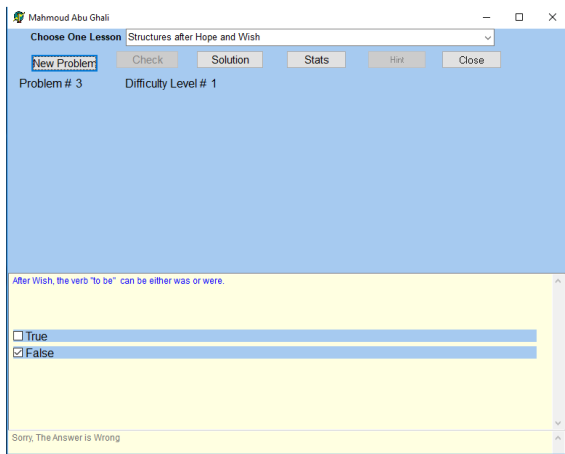 Mahmoud Abu Ghali
Choose One Lesson Structures after Hope and Wish
New Problem Check Solution Stats Hint Close
Problem # 3 Difficulty Level # 1
After Wish, the verb "to be" can be either was or were.
True
False
Sorry, The Answer is Wrong